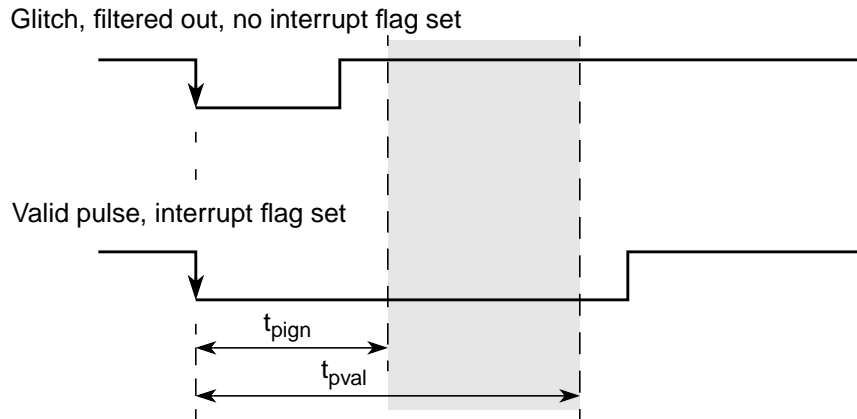 Glitch, filtered out, no interrupt flag set
Valid pulse, interrupt flag set
tpign
tpval